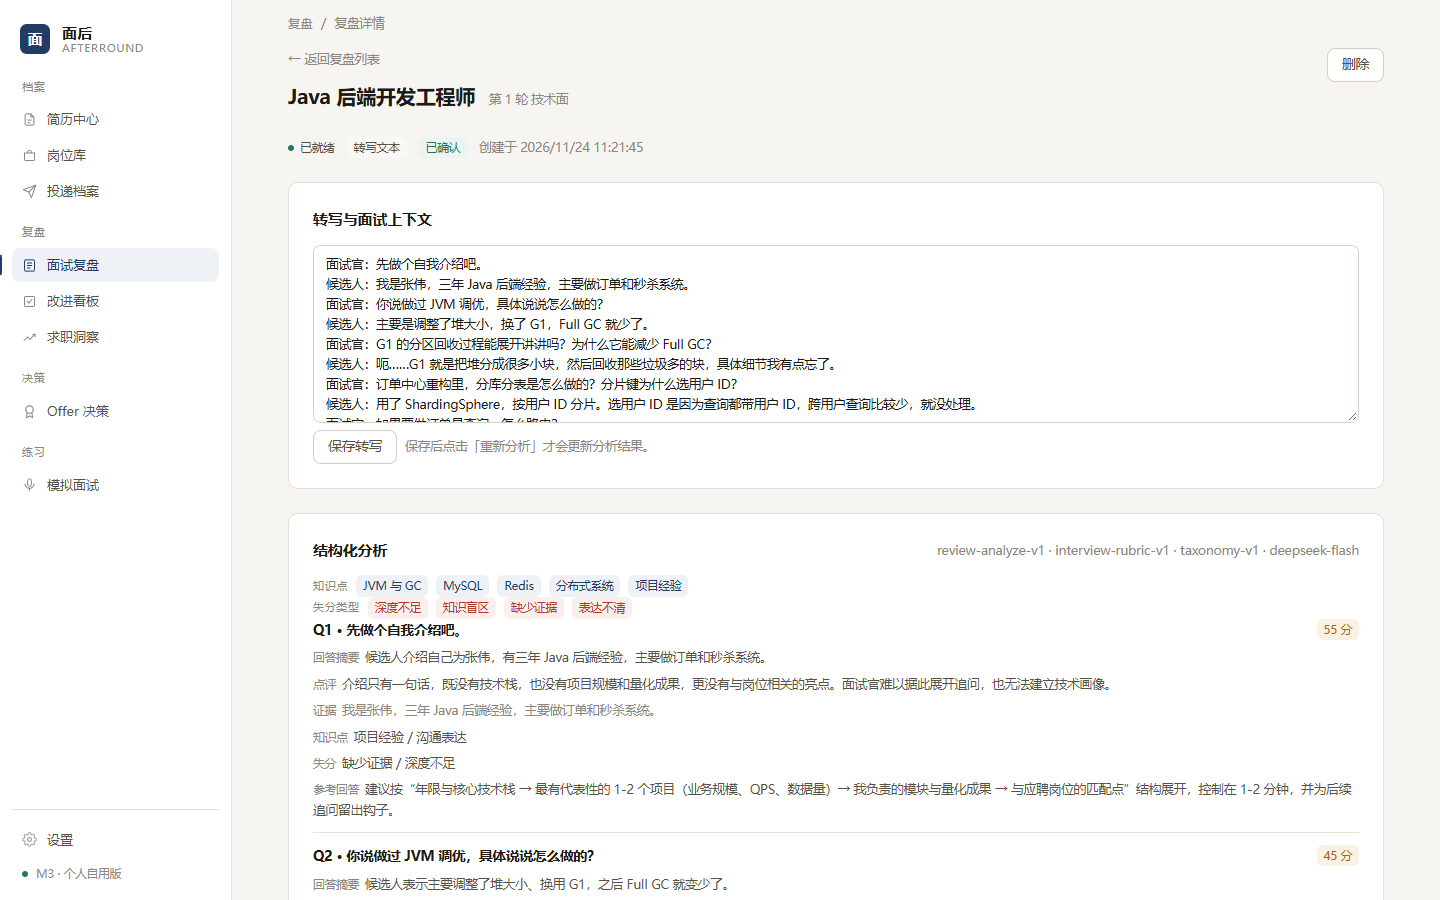 面
面后
AFTERROUND
档案
简历中心
岗位库
投递档案
复盘
面试复盘
改进看板
求职洞察
决策
Offer 决策
练习
模拟面试
设置
M3 · 个人自用版
复盘 / 复盘详情
← 返回复盘列表
删除
Java 后端开发工程师 第 1 轮 技术面
已就绪 转写文本 已确认 创建于 2026/11/24 11:21:45
转写与面试上下文
面试官：先做个自我介绍吧。
候选人：我是张伟，三年 Java 后端经验，主要做订单和秒杀系统。
面试官：你说做过 JVM 调优，具体说说怎么做的？
候选人：主要是调整了堆大小，换了 G1，Full GC 就少了。
面试官：G1 的分区回收过程能展开讲讲吗？为什么它能减少 Full GC？
候选人：呃……G1 就是把堆分成很多小块，然后回收那些垃圾多的块，具体细节我有点忘了。
面试官：订单中心重构里，分库分表是怎么做的？分片键为什么选用户 ID？
候选人：用了 ShardingSphere，按用户 ID 分片。选用户 ID 是因为查询都带用户 ID，跨用户查询比较少，就没处理。
保存转写 保存后点击「重新分析」才会更新分析结果。
结构化分析 review-analyze-v1 · interview-rubric-v1 · taxonomy-v1 · deepseek-flash
知识点 JVM 与 GC MySQL Redis 分布式系统 项目经验
失分类型 深度不足 知识盲区 缺少证据 表达不清
Q1 • 先做个自我介绍吧。 55 分
回答摘要 候选人介绍自己为张伟，有三年 Java 后端经验，主要做订单和秒杀系统。
点评 介绍只有一句话，既没有技术栈，也没有项目规模和量化成果，更没有与岗位相关的亮点。面试官难以据此展开追问，也无法建立技术画像。
证据 我是张伟，三年 Java 后端经验，主要做订单和秒杀系统。
知识点 项目经验 / 沟通表达
失分 缺少证据 / 深度不足
参考回答 建议按“年限与核心技术栈 → 最有代表性的 1-2 个项目（业务规模、QPS、数据量）→ 我负责的模块与量化成果 → 与应聘岗位的匹配点”结构展开，控制在 1-2 分钟，并为后续
追问留出钩子。
Q2 • 你说做过 JVM 调优，具体说说怎么做的？ 45 分
回答摘要 候选人表示主要调整了堆大小、换用 G1，之后 Full GC 就变少了。